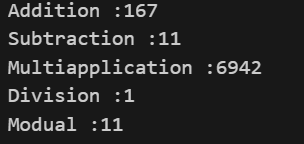 Addition :167
Subtraction :11
Multiapplication :6942
Division :1
Modual :11